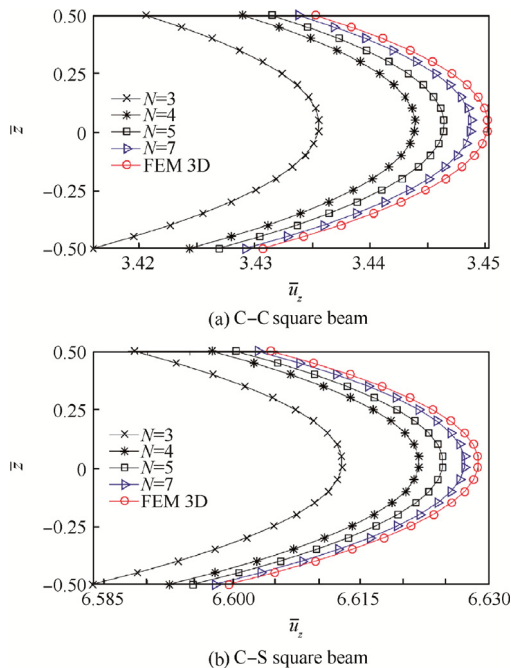 0.50
0.25
z̅
0
-0.25
-0.50
N=3
N=4
N=5
N=7
FEM 3D
3.42 3.43 3.44 3.45
u̅z
(a) C-C square beam
0.50
0.25
z̅
0
-0.25
-0.50
N=3
N=4
N=5
N=7
FEM 3D
6.585 6.600 6.615 6.630
u̅z
(b) C-S square beam